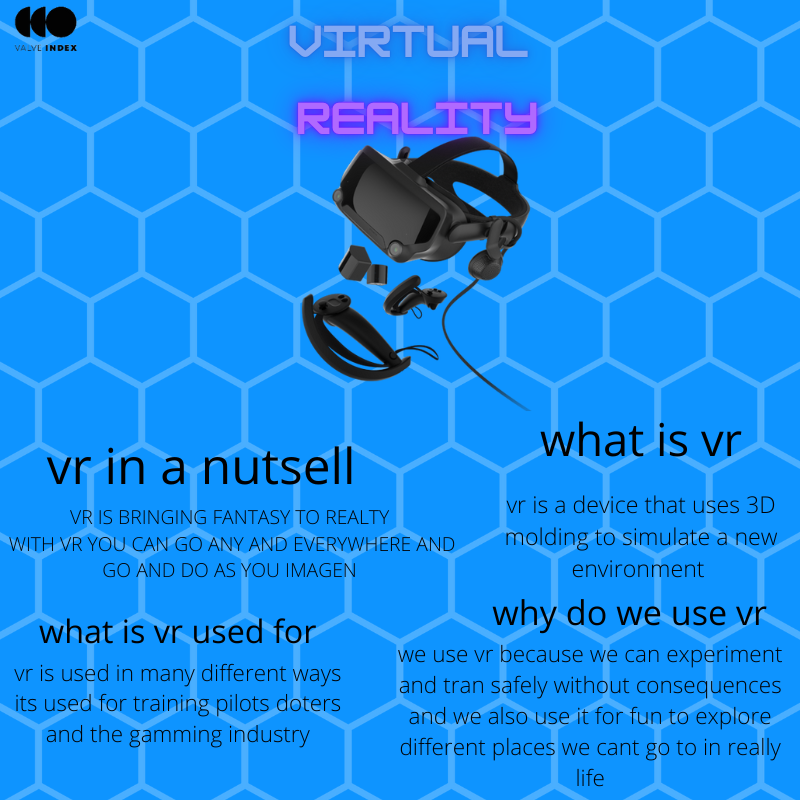 VALVE INDEX
VIRTUAL
REALITY
vr in a nutsell
VR IS BRINGING FANTASY TO REALTY
WITH VR YOU CAN GO ANY AND EVERYWHERE AND
GO AND DO AS YOU IMAGEN
what is vr
vr is a device that uses 3D
molding to simulate a new
environment
what is vr used for
vr is used in many different ways
its used for training pilots doters
and the gamming industry
why do we use vr
we use vr because we can experiment
and tran safely without consequences
and we also use it for fun to explore
different places we cant go to in really
life